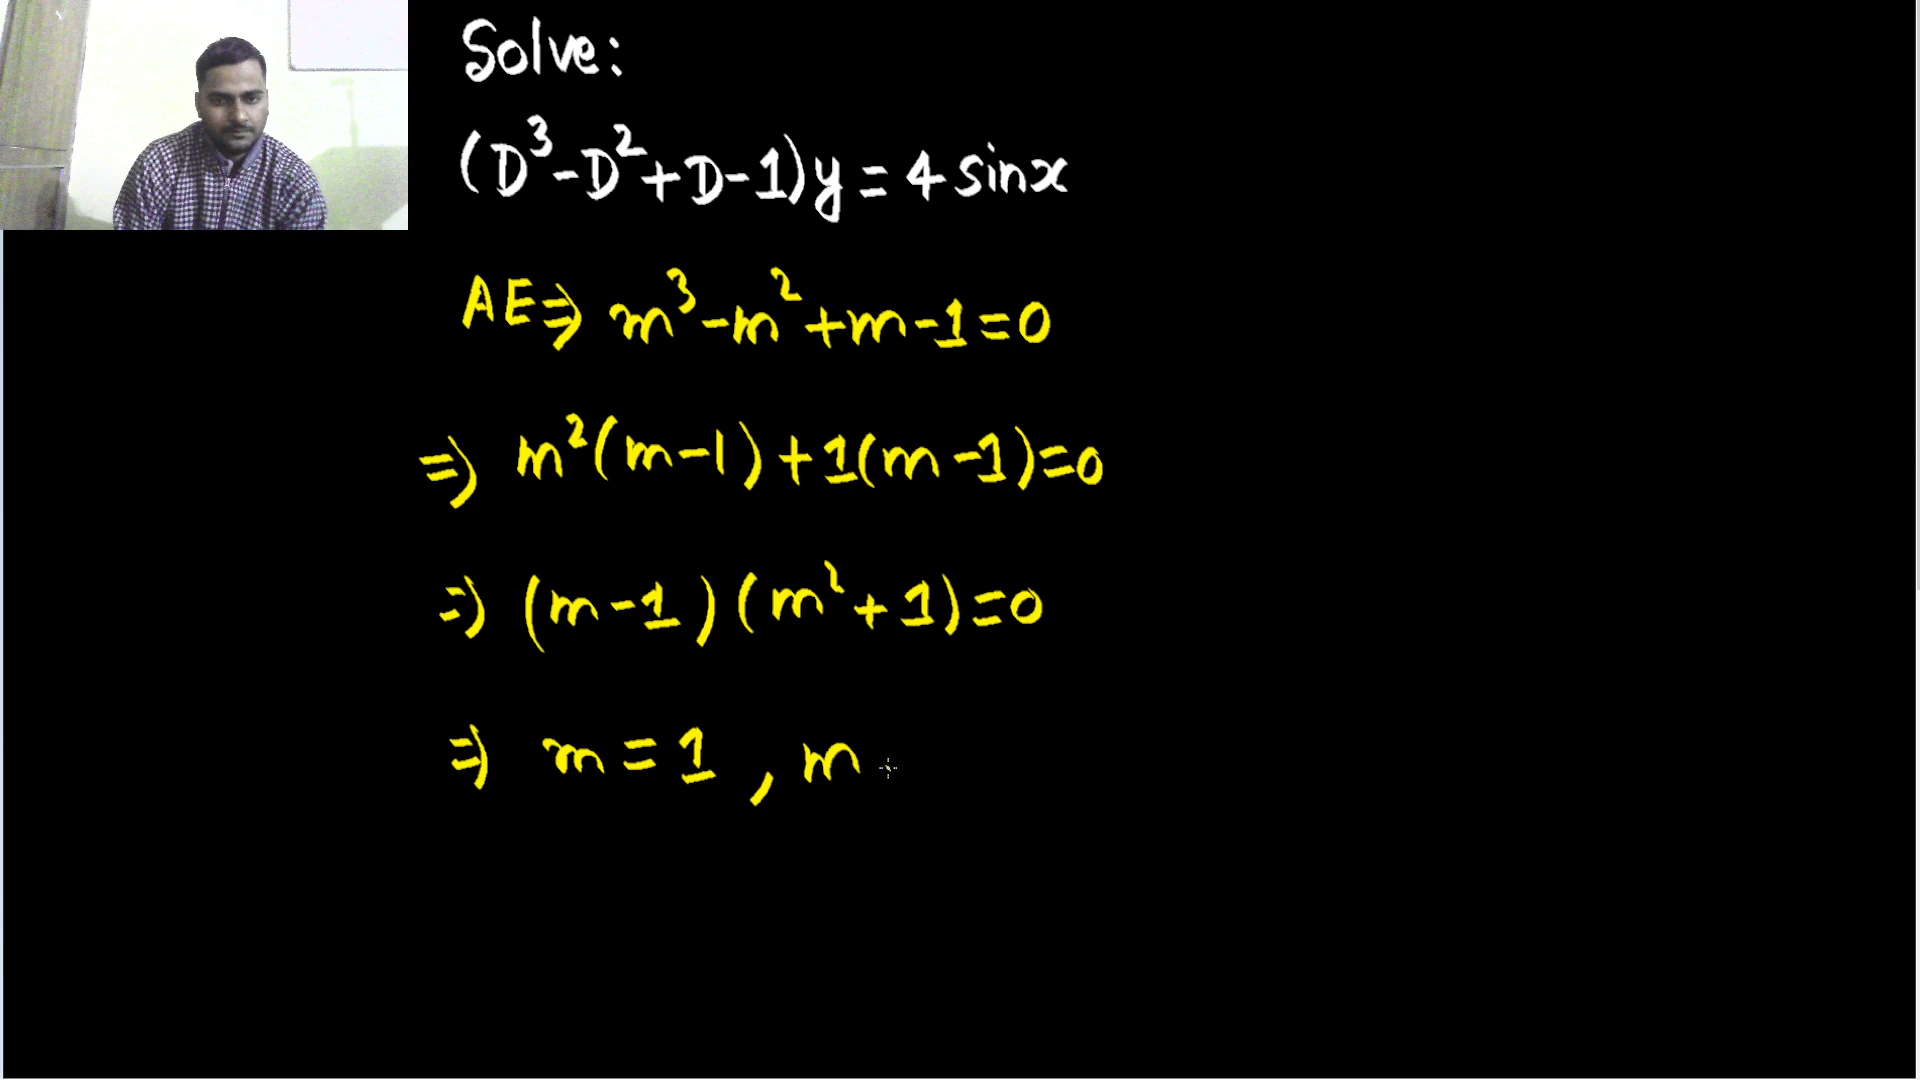 Solve:
(D³-D²+D-1)y = 4 sinx
AE⇒ m³-m²+m-1=0
⇒ m²(m-1)+1(m-1)=0
⇒ (m-1)(m²+1)=0
⇒ m = 1 , m